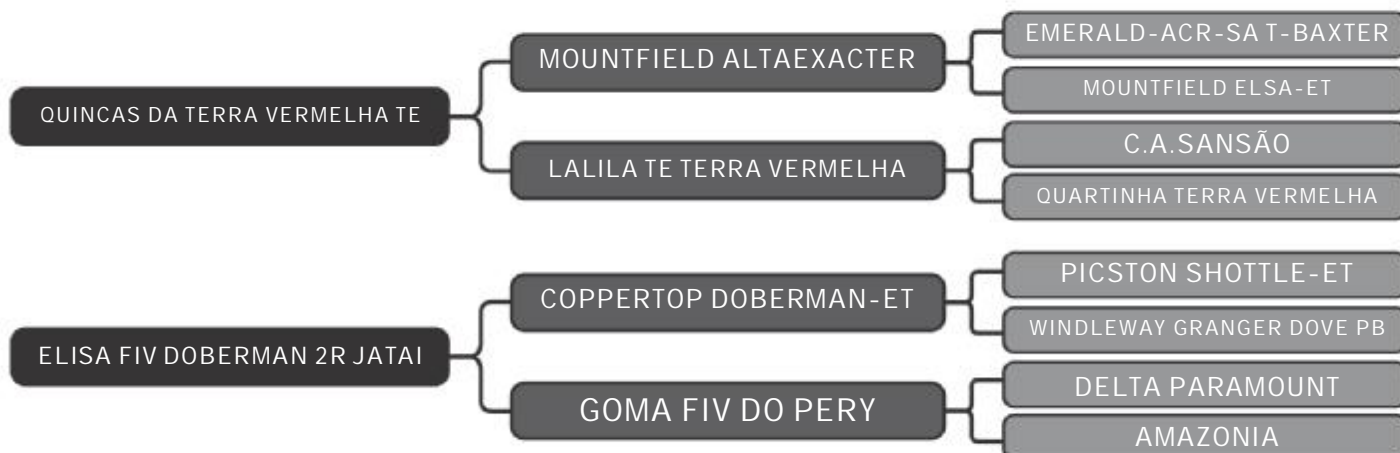 QUINCAS DA TERRA VERMELHA TE
MOUNTFIELD ALTAEXACTER
EMERALD-ACR-SA T-BAXTER
MOUNTFIELD ELSA-ET
LALILA TE TERRA VERMELHA
C.A.SANSÃO
QUARTINHA TERRA VERMELHA
ELISA FIV DOBERMAN 2R JATAI
COPPERTOP DOBERMAN-ET
PICSTON SHOTTLE-ET
WINDLEWAY GRANGER DOVE PB
GOMA FIV DO PERY
DELTA PARAMOUNT
AMAZONIA